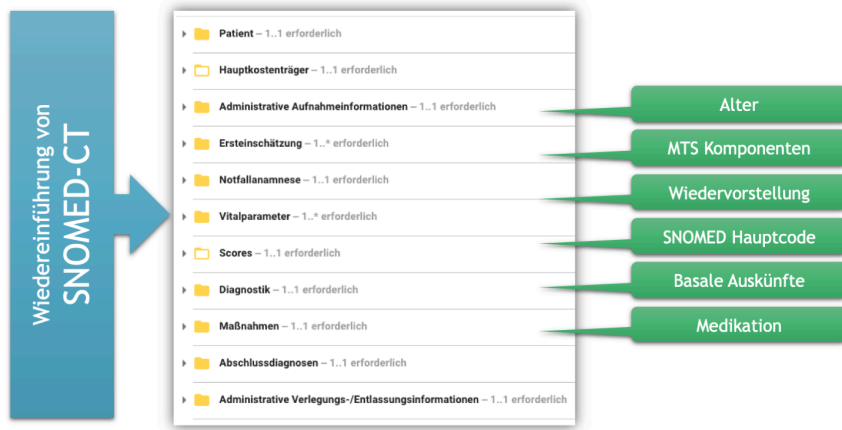 Wiedereinführung von
SNOMED-CT
Patient – 1..1 erforderlich
Hauptkostenträger – 1..1 erforderlich
Administrative Aufnahmeinformationen – 1..1 erforderlich
Ersteinschätzung – 1..* erforderlich
Notfallanamnese – 1..1 erforderlich
Vitalparameter – 1..* erforderlich
Scores – 1..1 erforderlich
Diagnostik – 1..1 erforderlich
Maßnahmen – 1..1 erforderlich
Abschlussdiagnosen – 1..1 erforderlich
Administrative Verlegungs-/Entlassungsinformationen – 1..1 erforderlich
Alter
MTS Komponenten
Wiedervorstellung
SNOMED Hauptcode
Basale Auskünfte
Medikation